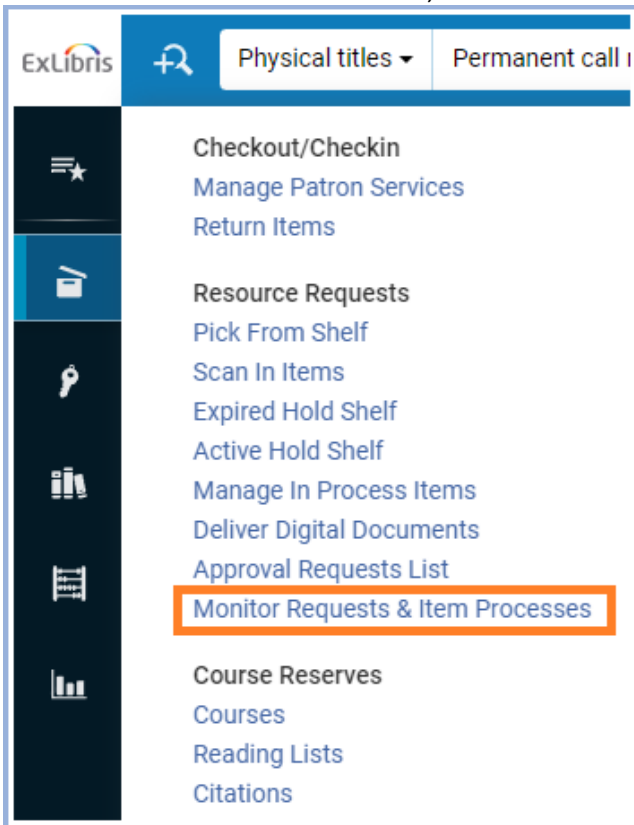 ExLibris
Physical titles
Permanent call
Checkout/Checkin
Manage Patron Services
Return Items
Resource Requests
Pick From Shelf
Scan In Items
Expired Hold Shelf
Active Hold Shelf
Manage In Process Items
Deliver Digital Documents
Approval Requests List
Monitor Requests & Item Processes
Course Reserves
Courses
Reading Lists
Citations